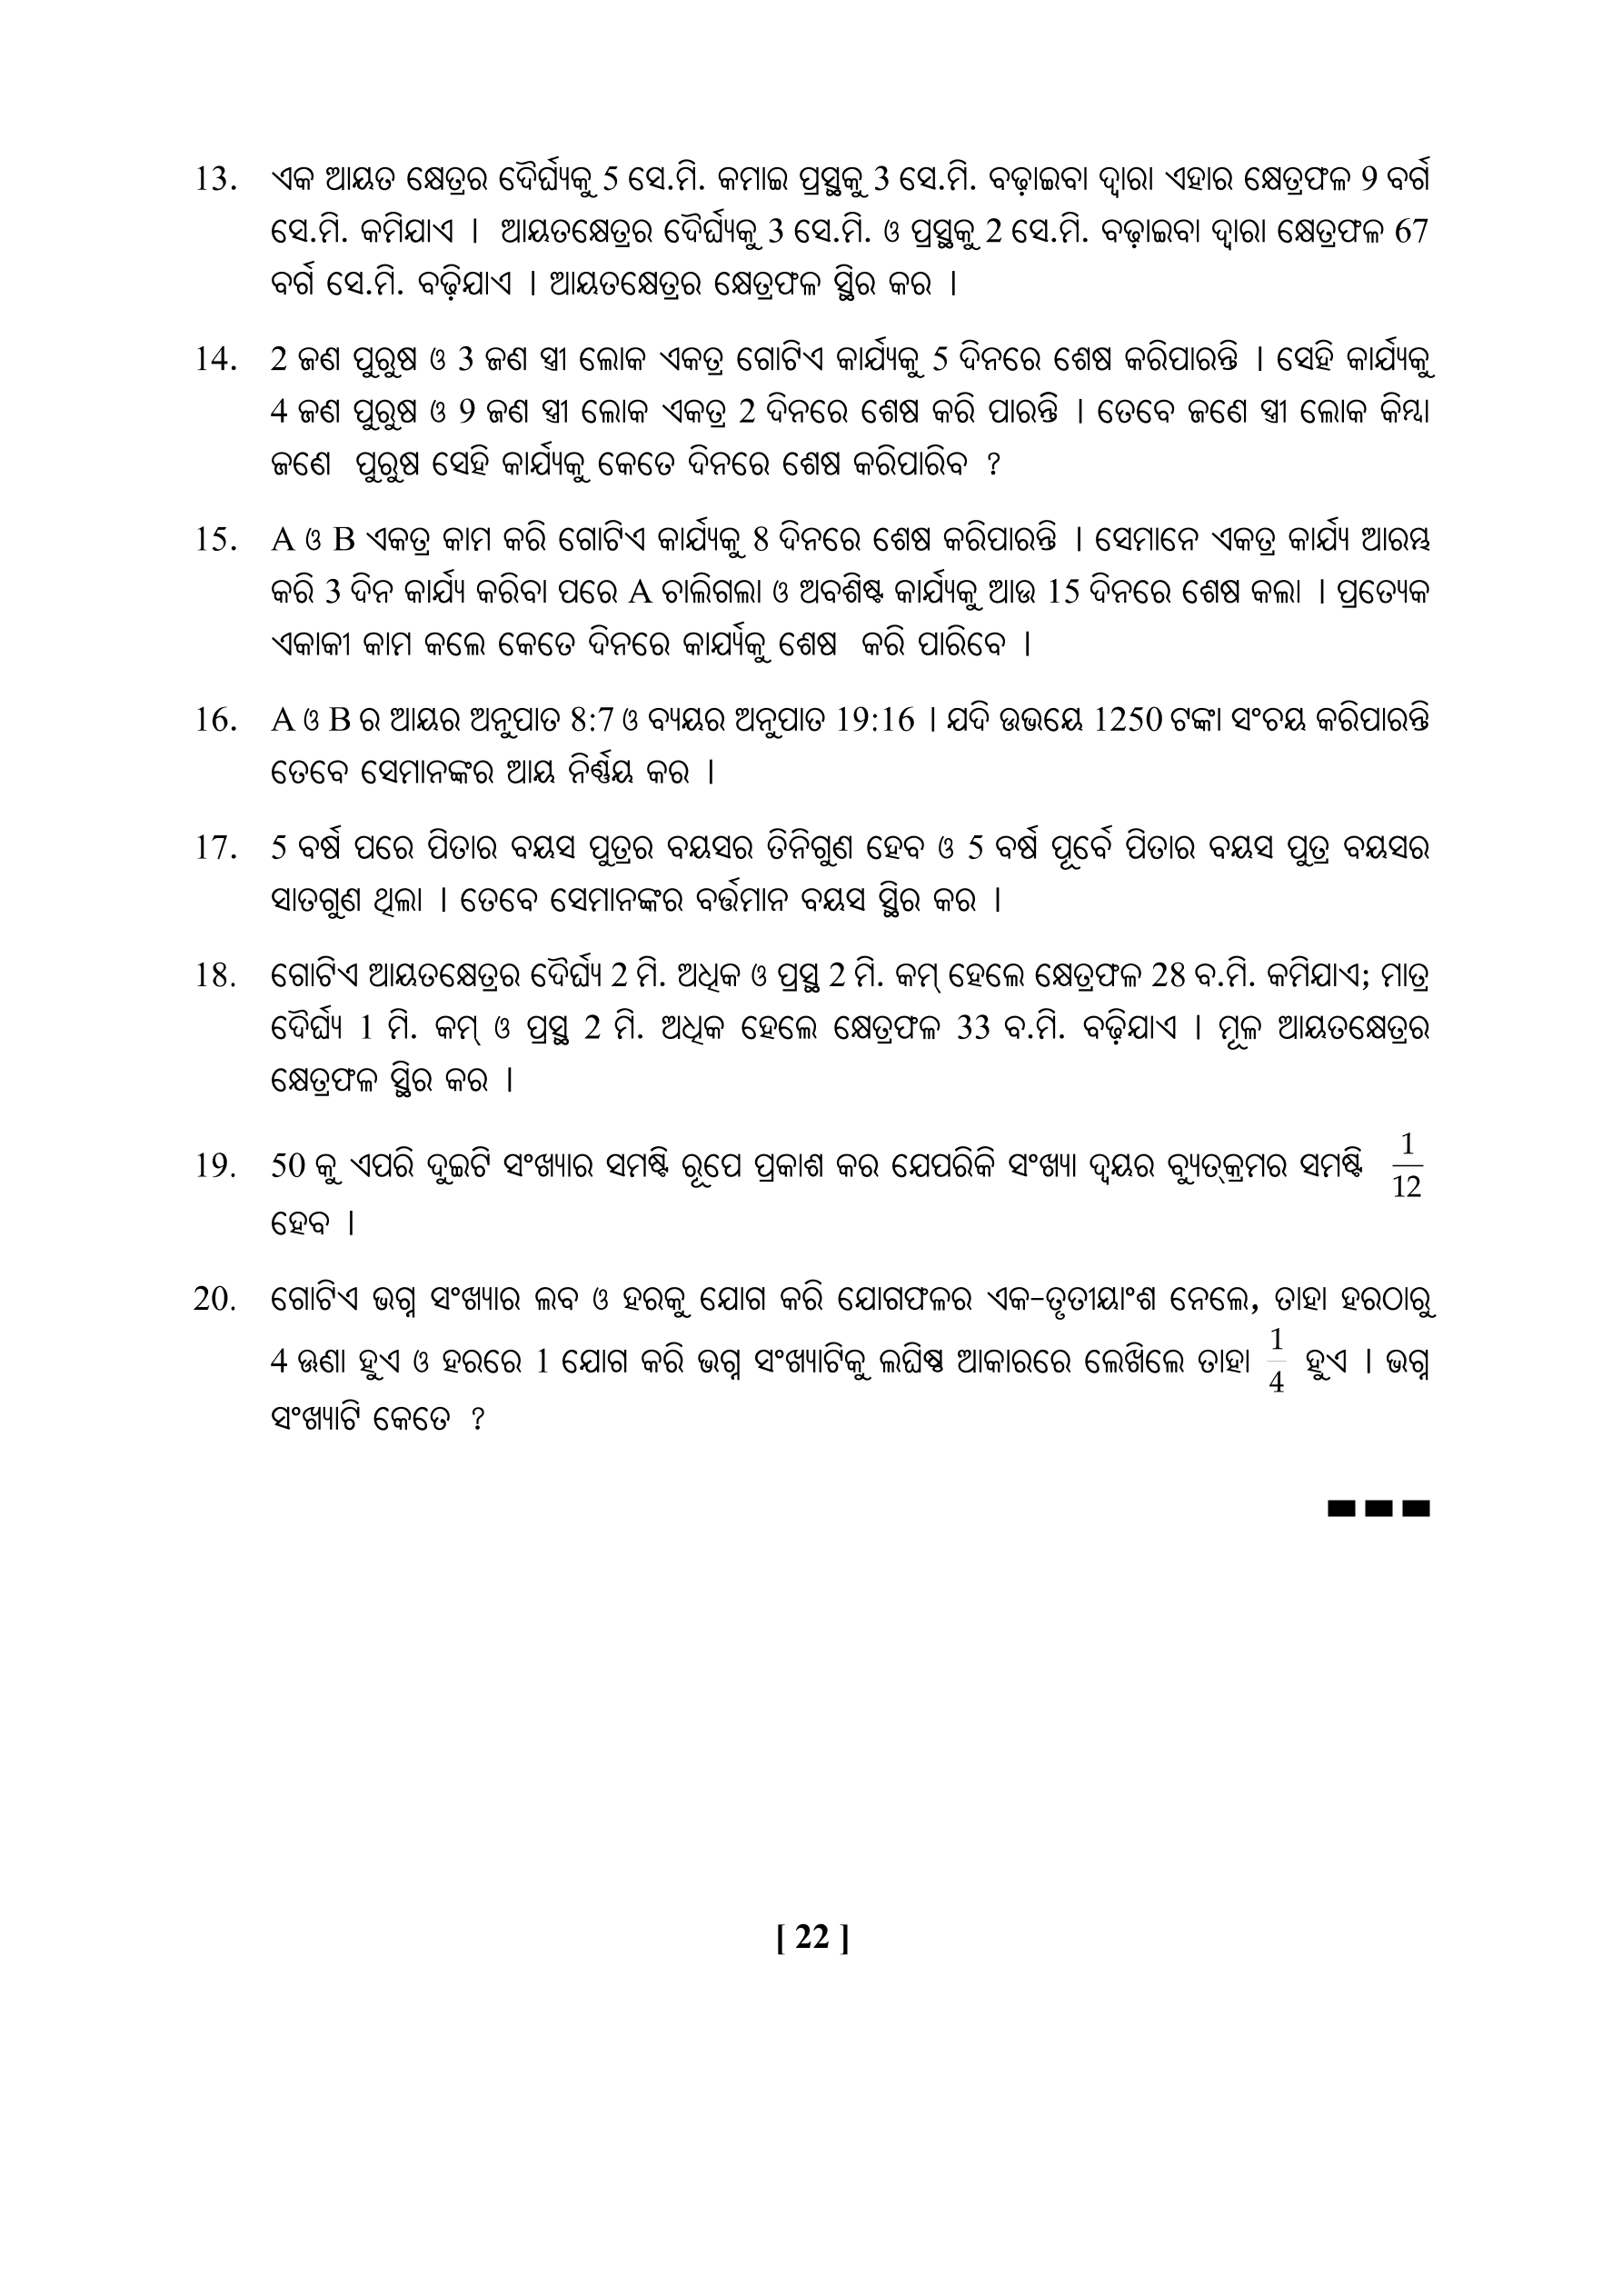 13. ଏକ ଆୟତ କ୍ଷେତ୍ରର ଦୈର୍ଘ୍ୟକୁ 5 ସେ.ମି. କମାଇ ପ୍ରସ୍ଥକୁ 3 ସେ.ମି. ବଢ଼ାଇବା ଦ୍ୱାରା ଏହାର କ୍ଷେତ୍ରଫଳ 9 ବର୍ଗ
ସେ.ମି. କମିଯାଏ । ଆୟତକ୍ଷେତ୍ରର ଦୈର୍ଘ୍ୟକୁ 3 ସେ.ମି. ଓ ପ୍ରସ୍ଥକୁ 2 ସେ.ମି. ବଢ଼ାଇବା ଦ୍ୱାରା କ୍ଷେତ୍ରଫଳ 67
ବର୍ଗ ସେ.ମି. ବଢ଼ିଯାଏ । ଆୟତକ୍ଷେତ୍ରର କ୍ଷେତ୍ରଫଳ ସ୍ଥିର କର ।
14. 2 ଜଣ ପୁରୁଷ ଓ 3 ଜଣ ସ୍ତ୍ରୀ ଲୋକ ଏକତ୍ର ଗୋଟିଏ କାର୍ଯ୍ୟକୁ 5 ଦିନରେ ଶେଷ କରିପାରନ୍ତି । ସେହି କାର୍ଯ୍ୟକୁ
4 ଜଣ ପୁରୁଷ ଓ 9 ଜଣ ସ୍ତ୍ରୀ ଲୋକ ଏକତ୍ର 2 ଦିନରେ ଶେଷ କରି ପାରନ୍ତି । ତେବେ ଜଣେ ସ୍ତ୍ରୀ ଲୋକ କିମ୍ବା
ଜଣେ ପୁରୁଷ ସେହି କାର୍ଯ୍ୟକୁ କେତେ ଦିନରେ ଶେଷ କରିପାରିବ ?
15. A ଓ B ଏକତ୍ର କାମ କରି ଗୋଟିଏ କାର୍ଯ୍ୟକୁ 8 ଦିନରେ ଶେଷ କରିପାରନ୍ତି । ସେମାନେ ଏକତ୍ର କାର୍ଯ୍ୟ ଆରମ୍ଭ
କରି 3 ଦିନ କାର୍ଯ୍ୟ କରିବା ପରେ A ଚାଲିଗଲା ଓ ଅବଶିଷ୍ଟ କାର୍ଯ୍ୟକୁ ଆଉ 15 ଦିନରେ ଶେଷ କଲା । ପ୍ରତ୍ୟେକ
ଏକାକୀ କାମ କଲେ କେତେ ଦିନରେ କାର୍ଯ୍ୟକୁ ଶେଷ କରି ପାରିବେ ।
16. A ଓ B ର ଆୟର ଅନୁପାତ 8:7 ଓ ବ୍ୟୟର ଅନୁପାତ 19:16 । ଯଦି ଉଭୟେ 1250 ଟଙ୍କା ସଂଚୟ କରିପାରନ୍ତି
ତେବେ ସେମାନଙ୍କର ଆୟ ନିର୍ଣ୍ଣୟ କର ।
17. 5 ବର୍ଷ ପରେ ପିତାର ବୟସ ପୁତ୍ରର ବୟସର ତିନିଗୁଣ ହେବ ଓ 5 ବର୍ଷ ପୂର୍ବେ ପିତାର ବୟସ ପୁତ୍ର ବୟସର
ସାତଗୁଣ ଥିଲା । ତେବେ ସେମାନଙ୍କର ବର୍ତ୍ତମାନ ବୟସ ସ୍ଥିର କର ।
18. ଗୋଟିଏ ଆୟତକ୍ଷେତ୍ରର ଦୈର୍ଘ୍ୟ 2 ମି. ଅଧିକ ଓ ପ୍ରସ୍ଥ 2 ମି. କମ୍ ହେଲେ କ୍ଷେତ୍ରଫଳ 28 ବ.ମି. କମିଯାଏ; ମାତ୍ର
ଦୈର୍ଘ୍ୟ 1 ମି. କମ୍ ଓ ପ୍ରସ୍ଥ 2 ମି. ଅଧିକ ହେଲେ କ୍ଷେତ୍ରଫଳ 33 ବ.ମି. ବଢ଼ିଯାଏ । ମୂଳ ଆୟତକ୍ଷେତ୍ରର
କ୍ଷେତ୍ରଫଳ ସ୍ଥିର କର ।
19. 50 କୁ ଏପରି ଦୁଇଟି ସଂଖ୍ୟାର ସମଷ୍ଟି ରୂପେ ପ୍ରକାଶ କର ଯେପରିକି ସଂଖ୍ୟା ଦ୍ୱୟର ବ୍ୟୁତ୍‌କ୍ରମର ସମଷ୍ଟି 1/12
ହେବ ।
20. ଗୋଟିଏ ଭଗ୍ନ ସଂଖ୍ୟାର ଲବ ଓ ହରକୁ ଯୋଗ କରି ଯୋଗଫଳର ଏକ-ତୃତୀୟାଂଶ ନେଲେ, ତାହା ହରଠାରୁ
4 ଊଣା ହୁଏ ଓ ହରରେ 1 ଯୋଗ କରି ଭଗ୍ନ ସଂଖ୍ୟାଟିକୁ ଲଘିଷ୍ଠ ଆକାରରେ ଲେଖିଲେ ତାହା 1/4 ହୁଏ । ଭଗ୍ନ
ସଂଖ୍ୟାଟି କେତେ ?
[ 22 ]